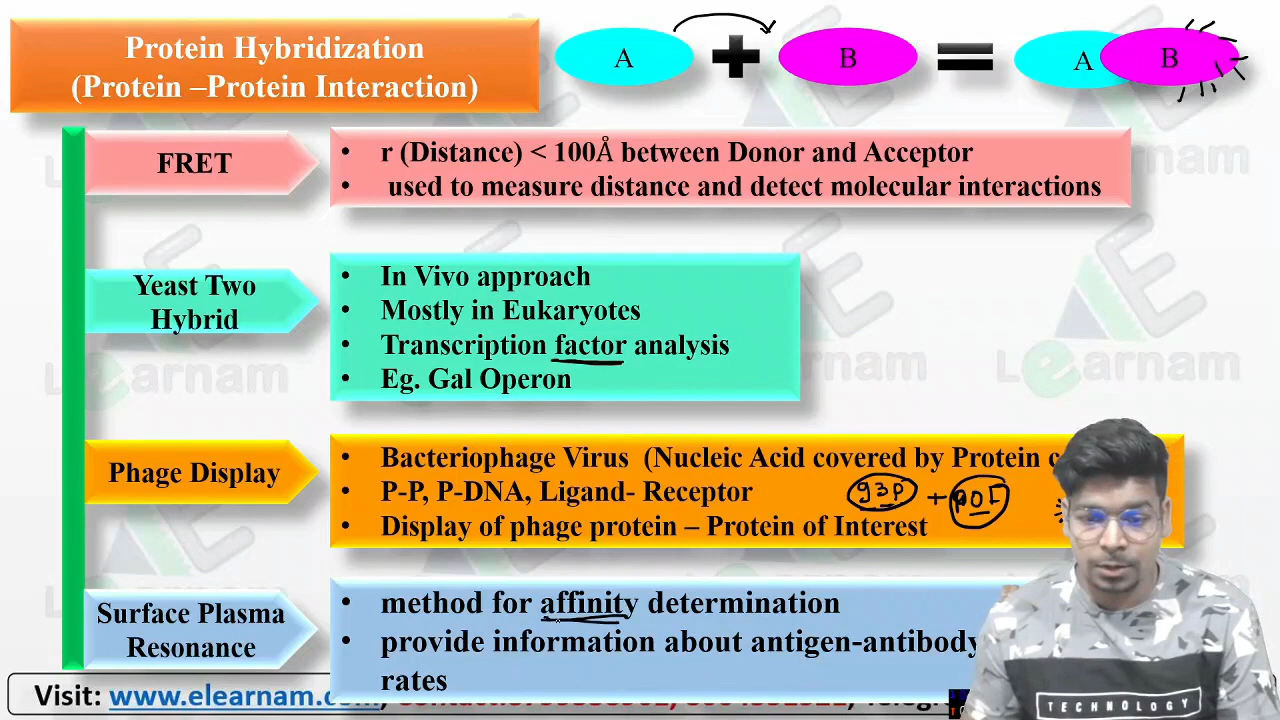 Protein Hybridization
(Protein –Protein Interaction)
A
B
A
B
FRET
• r (Distance) < 100Å between Donor and Acceptor
• used to measure distance and detect molecular interactions
Yeast Two
Hybrid
• In Vivo approach
• Mostly in Eukaryotes
• Transcription factor analysis
• Eg. Gal Operon
Phage Display
• Bacteriophage Virus (Nucleic Acid covered by Protein
• P-P, P-DNA, Ligand- Receptor
g3p + POI
• Display of phage protein – Protein of Interest
Surface Plasma
Resonance
• method for affinity determination
• provide information about antigen-antibody
rates
Visit: www.elearnam.com
TECHNOLOGY
Learnam
Learnam
Learnam